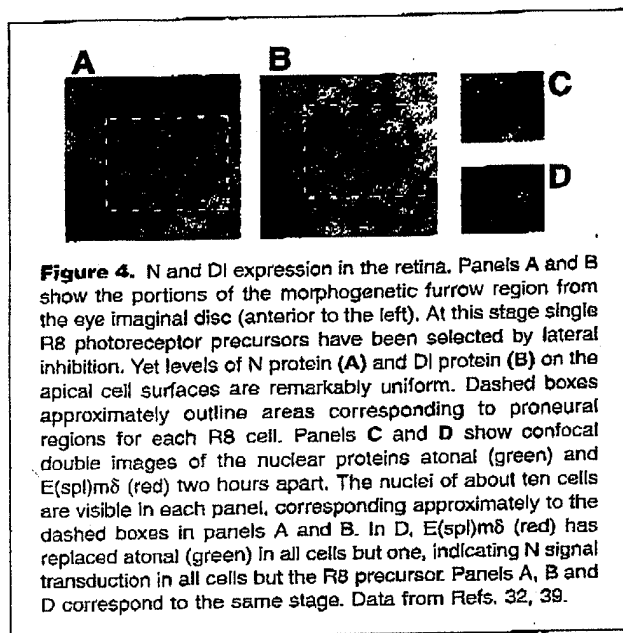 A
B
C
D
Figure 4. N and Dl expression in the retina. Panels A and B
show the portions of the morphogenetic furrow region from
the eye imaginal disc (anterior to the left). At this stage single
R8 photoreceptor precursors have been selected by lateral
inhibition. Yet levels of N protein (A) and Dl protein (B) on the
apical cell surfaces are remarkably uniform. Dashed boxes
approximately outline areas corresponding to proneural
regions for each R8 cell. Panels C and D show confocal
double images of the nuclear proteins atonal (green) and
E(spl)mδ (red) two hours apart. The nuclei of about ten cells
are visible in each panel, corresponding approximately to the
dashed boxes in panels A and B. In D, E(spl)mδ (red) has
replaced atonal (green) in all cells but one, indicating N signal
transduction in all cells but the R8 precursor. Panels A, B and
D correspond to the same stage. Data from Refs. 32, 39.